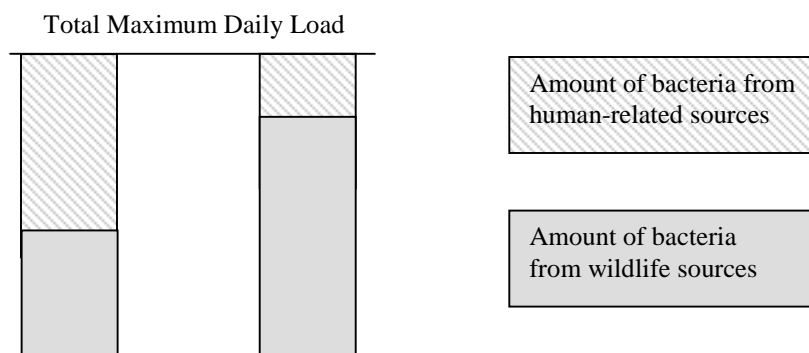 Total Maximum Daily Load
Amount of bacteria from
human-related sources
Amount of bacteria
from wildlife sources